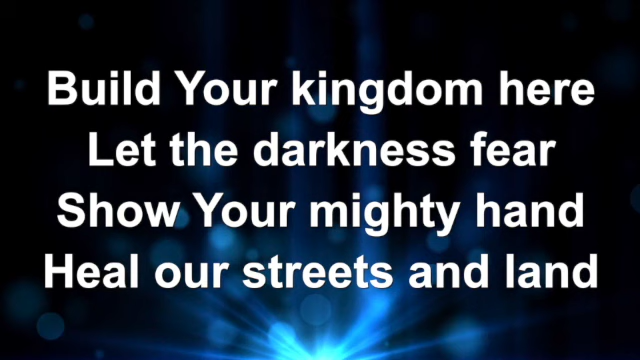 Build Your kingdom here
Let the darkness fear
Show Your mighty hand
Heal our streets and land